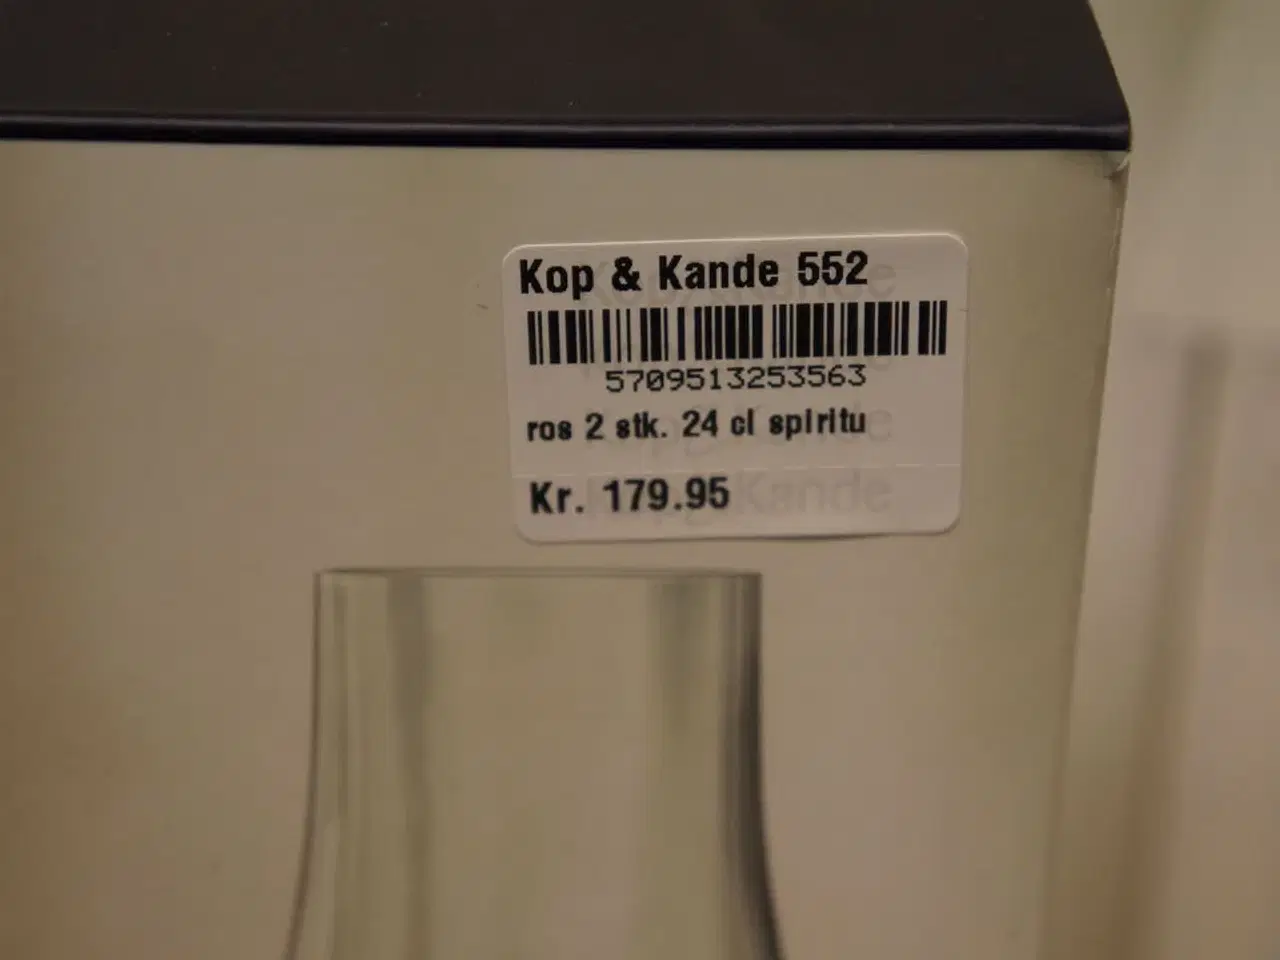 Kop & Kande 552
5709513253563
ros 2 stk. 24 cl spiritu
Kr. 179.95